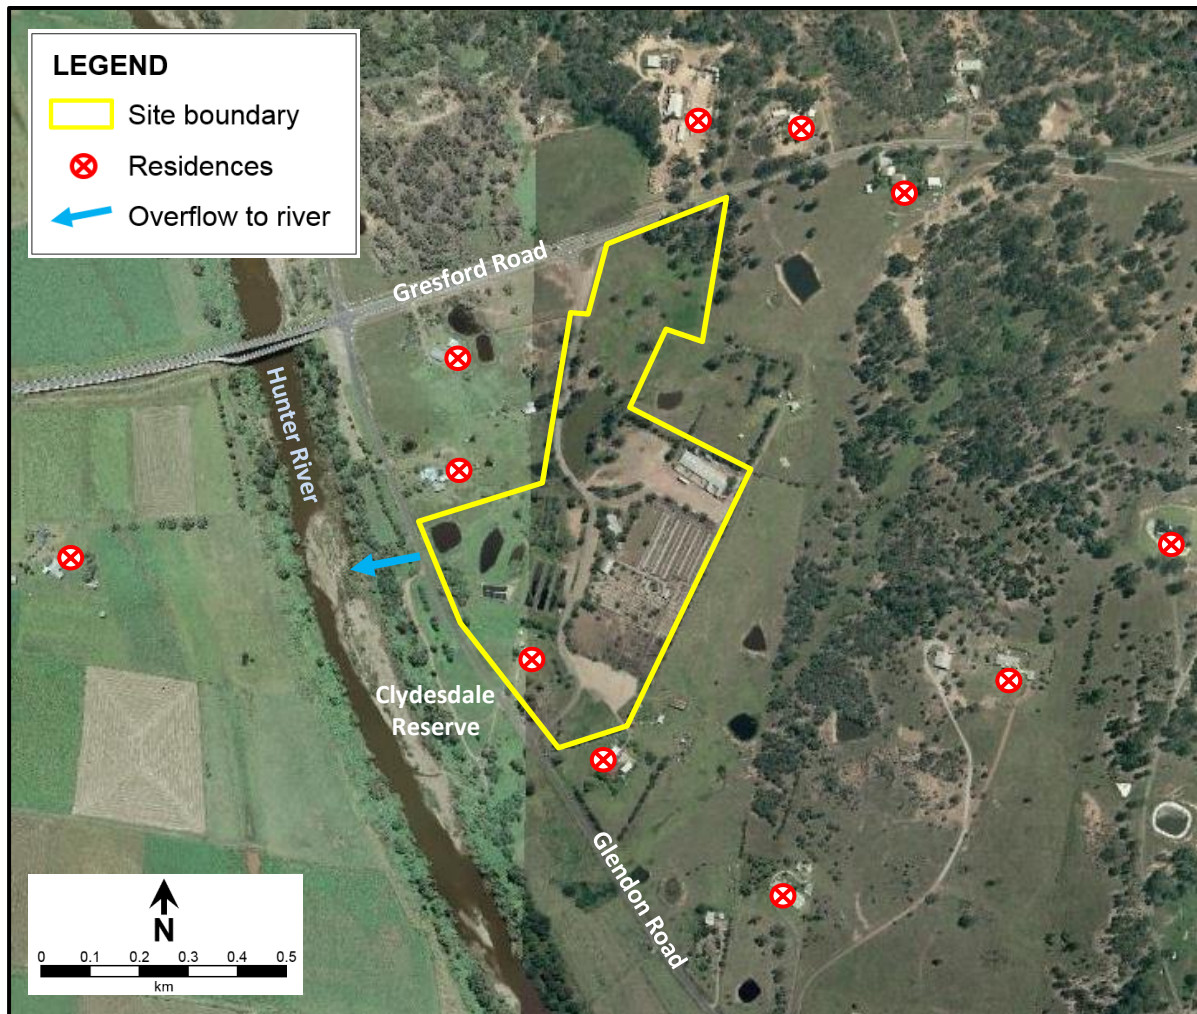 LEGEND
Site boundary
Residences
Overflow to river
Gresford Road
Hunter River
Clydesdale
Reserve
Glendon Road
N
0 0.1 0.2 0.3 0.4 0.5
km